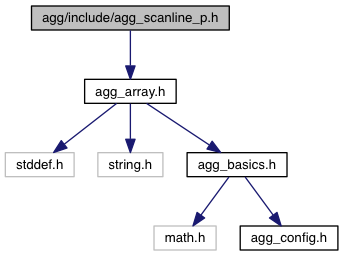 agg/include/agg_scanline_p.h
agg_array.h
stddef.h
string.h
agg_basics.h
math.h
agg_config.h